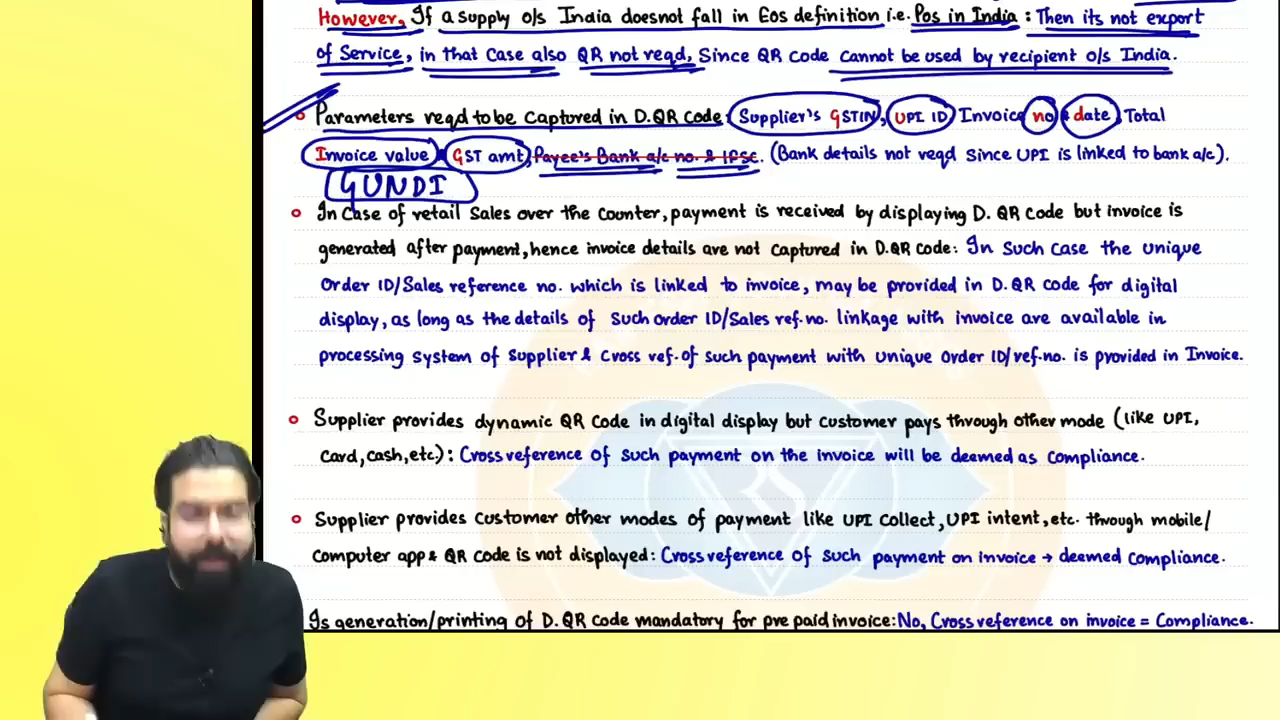 However, If a supply o/s India doesnot fall in Eos definition i.e. Pos in India : Then its not export
of Service, in that Case also QR not reqd, Since QR code cannot be used by recipient o/s India.
Parameters reqd to be Captured in D.QR code: Supplier's GSTIN, UPI ID Invoice no & date, Total
Invoice value & GST amt, Payee's Bank a/c no. & IFSC. (Bank details not reqd since UPI is linked to bank a/c).
GUNDI
In Case of retail Sales over the counter, payment is received by displaying D. QR code but invoice is
generated after payment, hence invoice details are not captured in D.QR code: In such case the unique
Order ID/Sales reference no. which is linked to invoice, may be provided in D.QR code for digital
display, as long as the details of such order ID/Sales ref.no. linkage with invoice are available in
processing system of Supplier & Cross ref. of such payment with unique order ID/ref.no. is provided in Invoice.
Supplier provides dynamic QR Code in digital display but customer pays through other mode (like UPI,
card, cash, etc): Cross reference of such payment on the invoice will be deemed as compliance.
Supplier provides customer other modes of payment like UPI collect, UPI intent, etc. through mobile/
Computer app & QR code is not displayed: Cross reference of such payment on invoice → deemed compliance.
Is generation/printing of D.QR Code mandatory for pre paid invoice: No, Cross reference on invoice = Compliance.